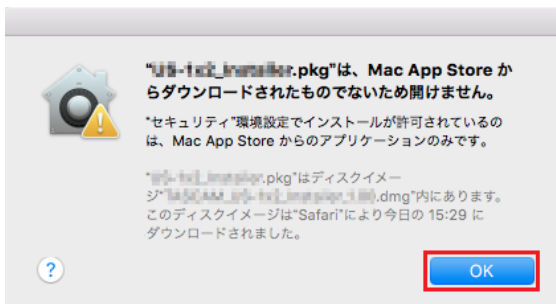 .pkg"は、Mac App Store か
らダウンロードされたものでないため開けません。
"セキュリティ"環境設定でインストールが許可されているの
は、Mac App Store からのアプリケーションのみです。
.pkg"はディスクイメー
ジ" .dmg"内にあります。
このディスクイメージは"Safari"により今日の 15:29 に
ダウンロードされました。
?
OK